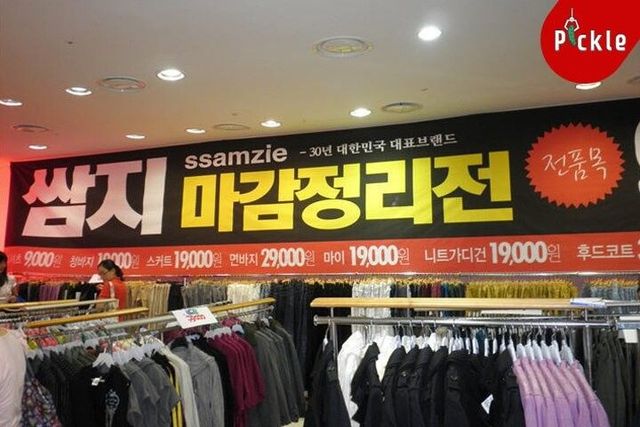 Pickle
ssamzie - 30년 대한민국 대표브랜드
쌈지 마감정리전 전품목
9000원 청바지 19,000원 스커트 19,000원 면바지 29,000원 마이 19,000원 니트가디건 19,000원 후드코트